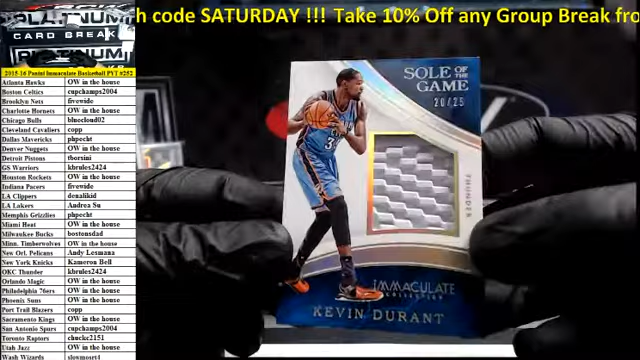 h code SATURDAY !!! Take 10% Off any Group Break fro
PLATINUM
CARD BREAK
PLATINUM
2015-16 Panini Immaculate Basketball PYT #252
Atlanta Hawks OW in the house
Boston Celtics cupchamps2004
Brooklyn Nets fivewide
Charlotte Hornets OW in the house
Chicago Bulls bluecloud02
Cleveland Cavaliers copp
Dallas Mavericks phpecht
Denver Nuggets OW in the house
Detroit Pistons tborsini
GS Warriors kbrules2424
Houston Rockets OW in the house
Indiana Pacers fivewide
LA Clippers denalikid
LA Lakers Andrea Su
Memphis Grizzlies phpecht
Miami Heat OW in the house
Milwaukee Bucks bostonsdad
Minn. Timberwolves OW in the house
New Orl. Pelicans Andy Lesmana
New York Knicks Kameron Bell
OKC Thunder kbrules2424
Orlando Magic OW in the house
Philadelphia 76ers OW in the house
Phoenix Suns OW in the house
Port Trail Blazers copp
Sacramento Kings OW in the house
San Antonio Spurs cupchamps2004
Toronto Raptors chuckc2151
Utah Jazz OW in the house
Wash Wizards slowmosrt4
SOLE OF THE
GAME
20/25
THUNDER
IMMACULATE
COLLECTION
KEVIN DURANT